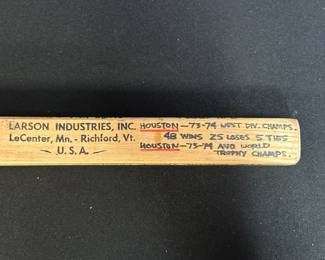 LARSON INDUSTRIES, INC.
LeCenter, Mn. - Richford, Vt.
— U.S.A. —
HOUSTON — 73-74 WEST DIV. CHAMPS.
48 WINS 25 LOSES 5 TIES
HOUSTON — 73-74 AVO WORLD
TROPHY CHAMPS.